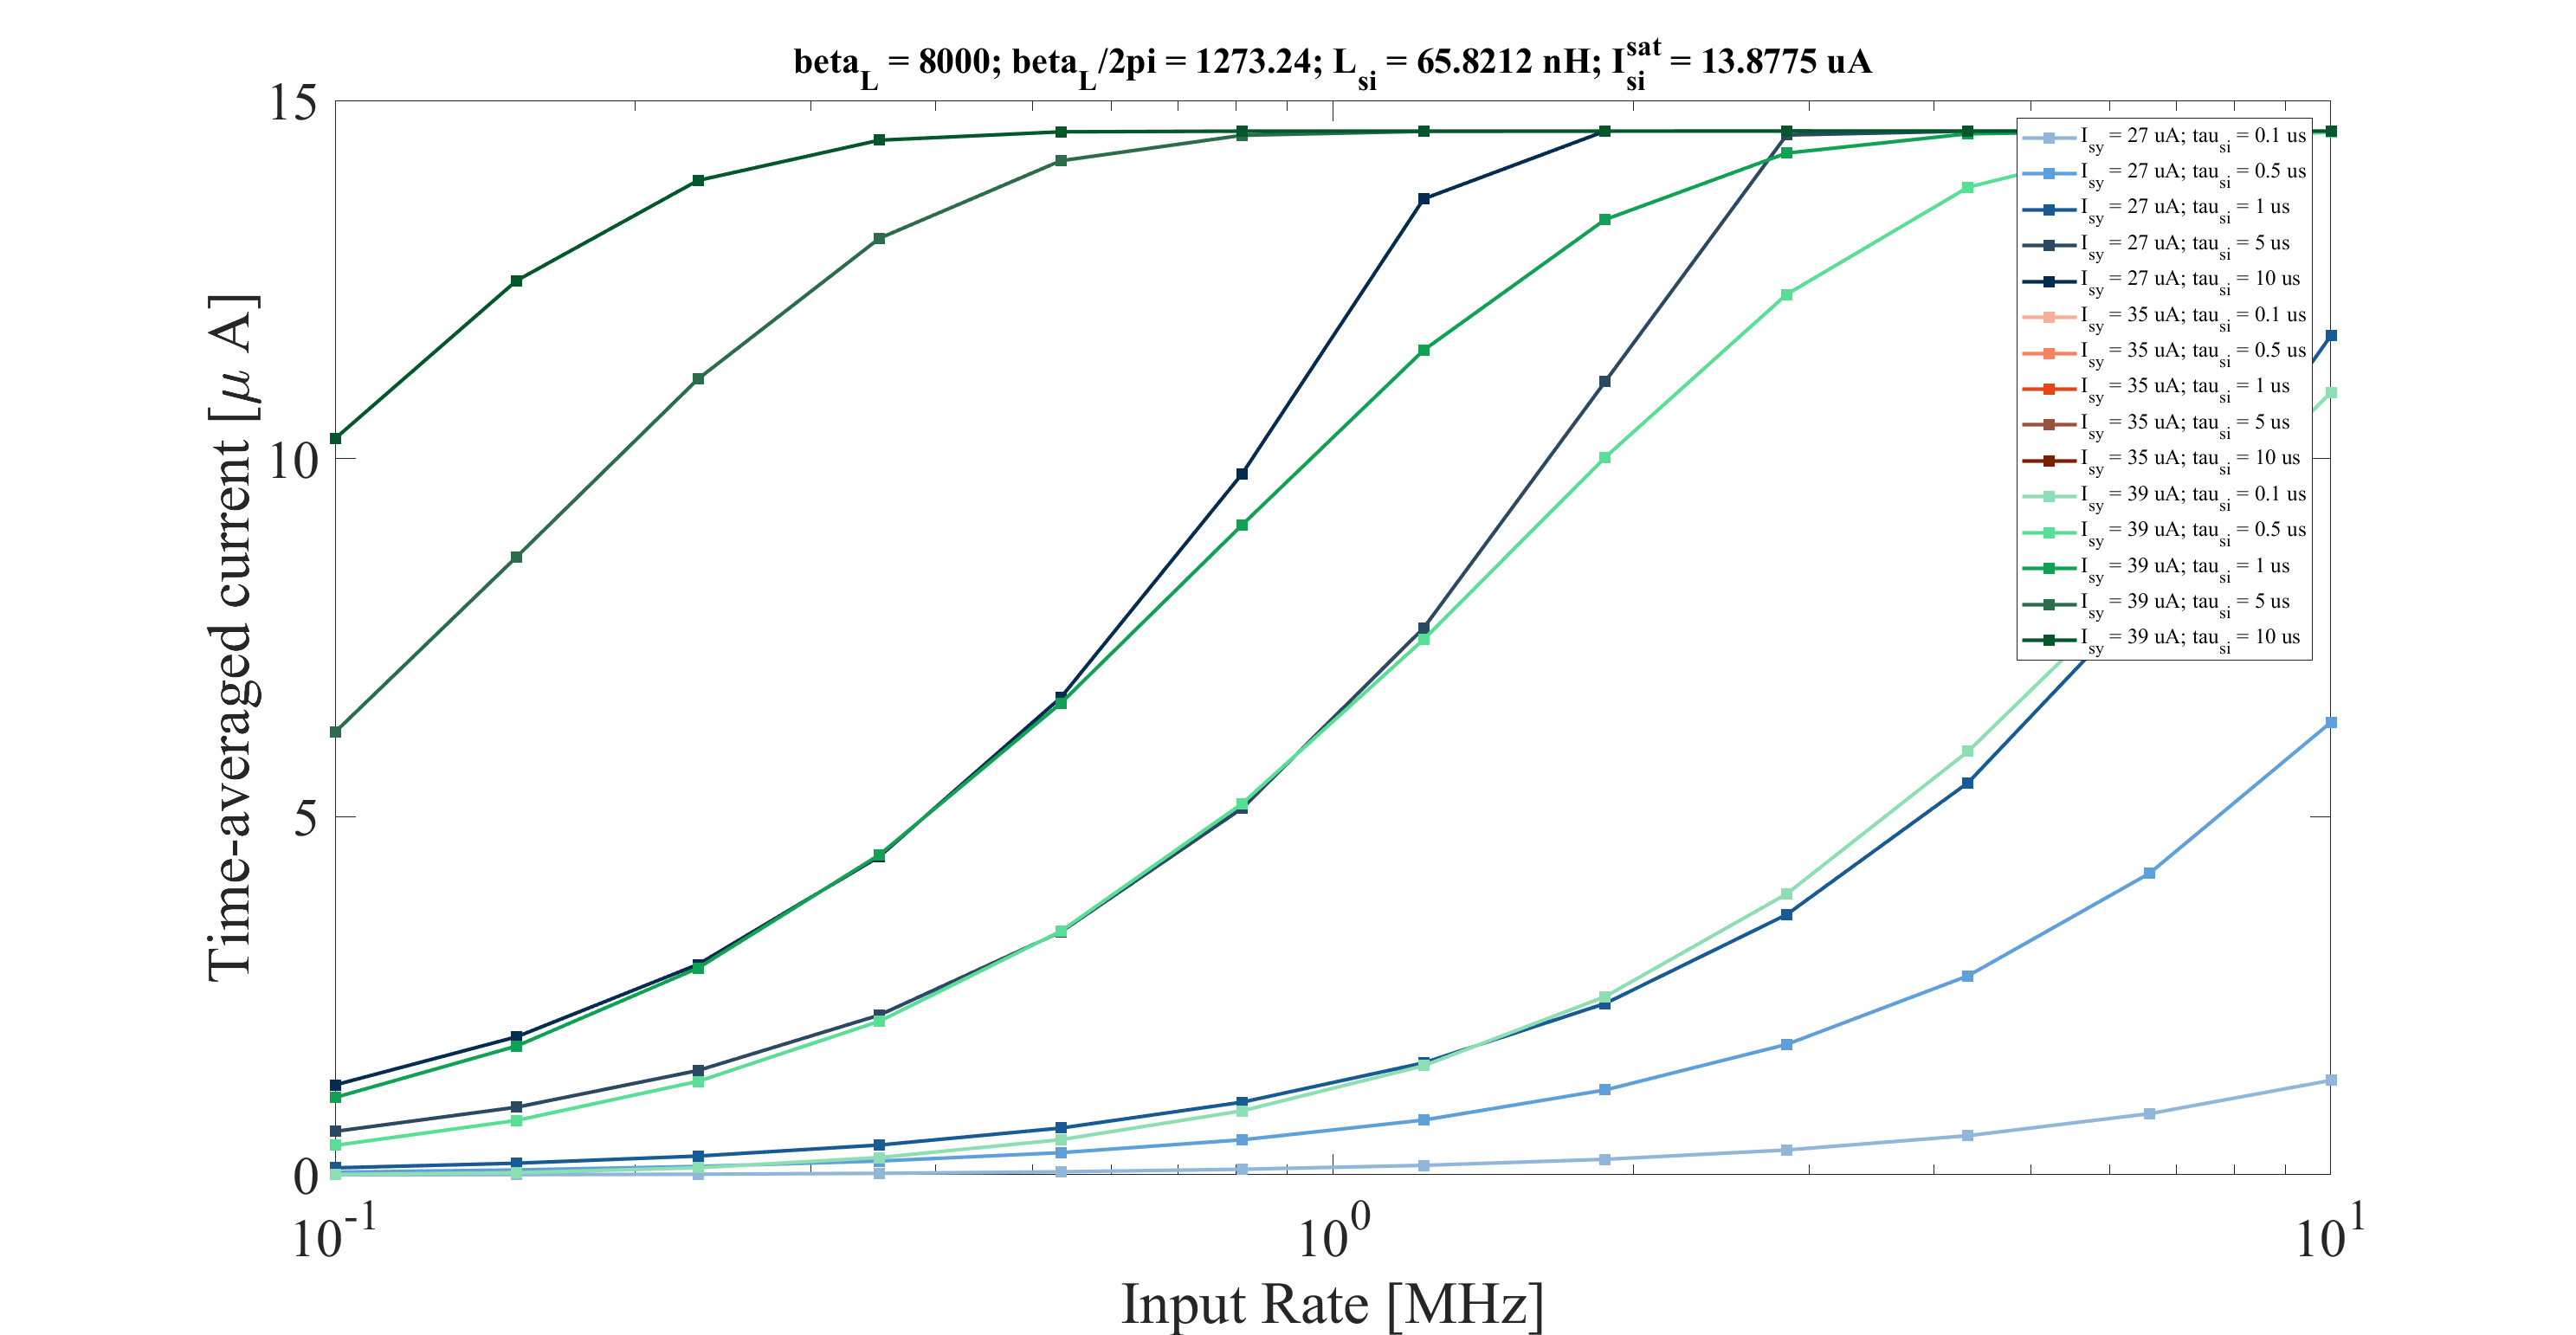 beta_L = 8000; beta_L/2pi = 1273.24; L_si = 65.8212 nH; I_si^sat = 13.8775 uA
15
10
5
0
Time-averaged current [μ A]
10^-1
10^0
10^1
Input Rate [MHz]
I_sy = 27 uA; tau_si = 0.1 us
I_sy = 27 uA; tau_si = 0.5 us
I_sy = 27 uA; tau_si = 1 us
I_sy = 27 uA; tau_si = 5 us
I_sy = 27 uA; tau_si = 10 us
I_sy = 35 uA; tau_si = 0.1 us
I_sy = 35 uA; tau_si = 0.5 us
I_sy = 35 uA; tau_si = 1 us
I_sy = 35 uA; tau_si = 5 us
I_sy = 35 uA; tau_si = 10 us
I_sy = 39 uA; tau_si = 0.1 us
I_sy = 39 uA; tau_si = 0.5 us
I_sy = 39 uA; tau_si = 1 us
I_sy = 39 uA; tau_si = 5 us
I_sy = 39 uA; tau_si = 10 us